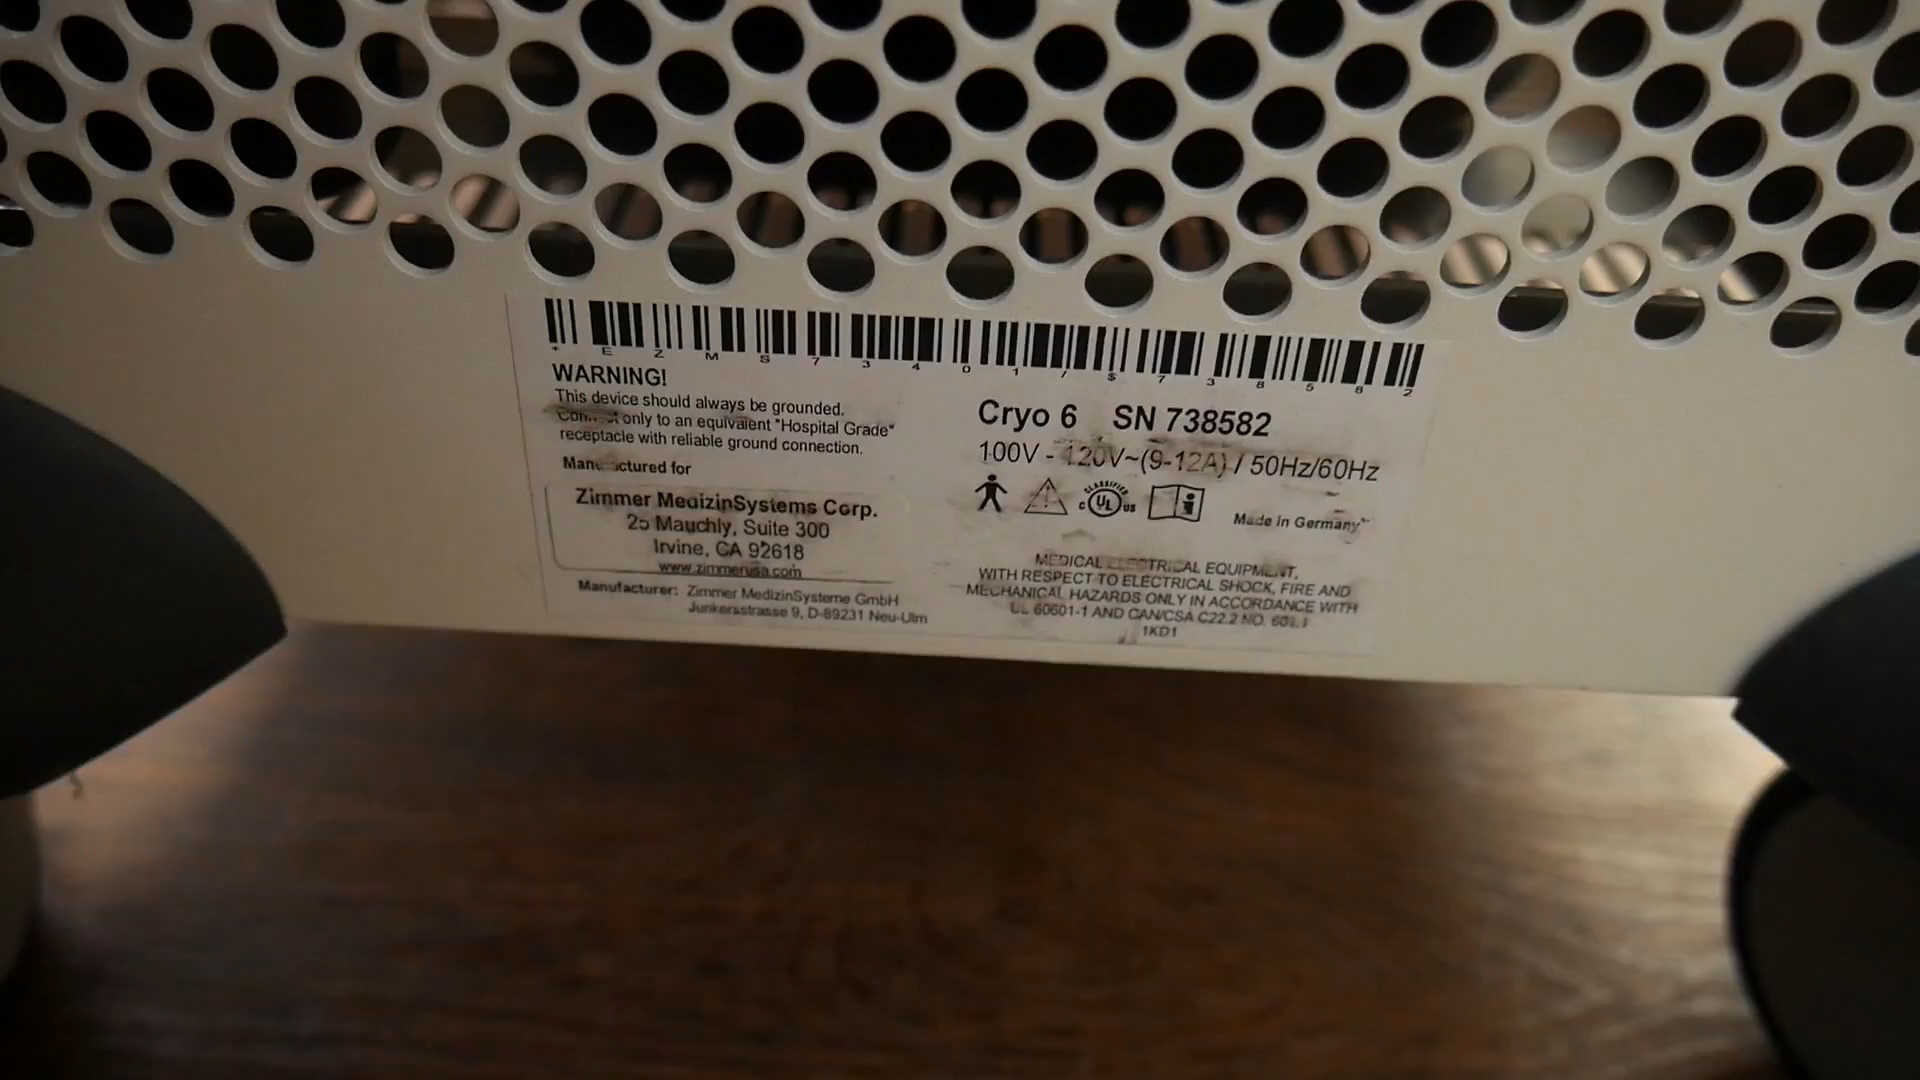 +EZMS73401/$738582
WARNING!
This device should always be grounded.
only to an equivalent "Hospital Grade"
receptacle with reliable ground connection.
for
Zimmer MedizinSystems Corp.
25 Mauchly, Suite 300
Irvine, CA 92618
www.zimmerusa.com
Manufacturer: Zimmer MedizinSysteme GmbH
Junkersstrasse 9, D-89231 Neu-Ulm
Cryo 6 SN 738582
100V - 120V~(9-12A) / 50Hz/60Hz
CLASSIFIED
C UL US
Made in Germany
MEDICAL ELECTRICAL EQUIPMENT,
WITH RESPECT TO ELECTRICAL SHOCK, FIRE AND
MECHANICAL HAZARDS ONLY IN ACCORDANCE WITH
UL 60601-1 AND CAN/CSA C22.2 NO. 601.1
1KD1